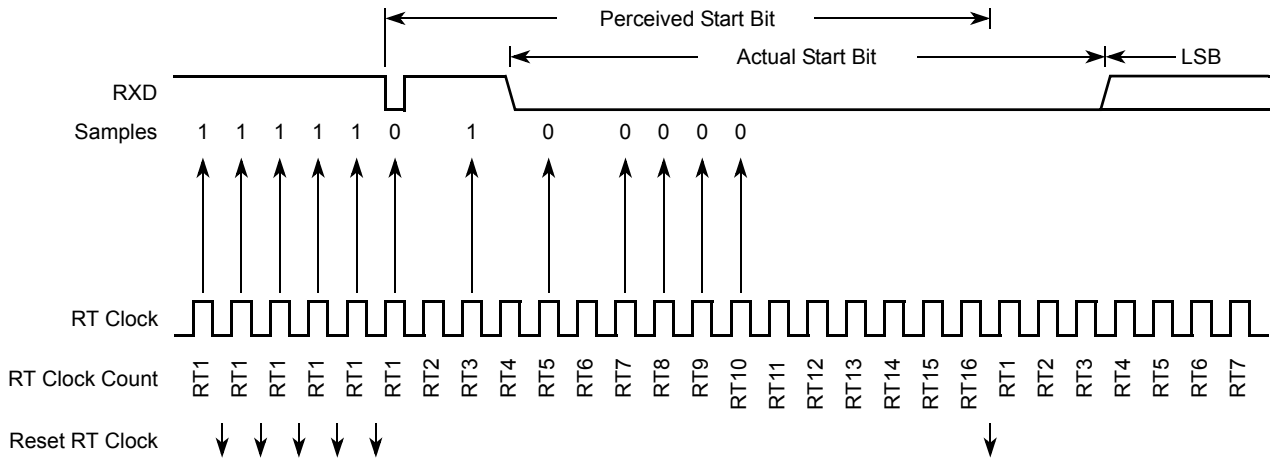 Perceived Start Bit
Actual Start Bit
LSB
RXD
Samples 1 1 1 1 1 0 1 0 0 0 0 0
RT Clock
RT Clock Count RT1 RT1 RT1 RT1 RT1 RT1 RT2 RT3 RT4 RT5 RT6 RT7 RT8 RT9 RT10 RT11 RT12 RT13 RT14 RT15 RT16 RT1 RT2 RT3 RT4 RT5 RT6 RT7
Reset RT Clock